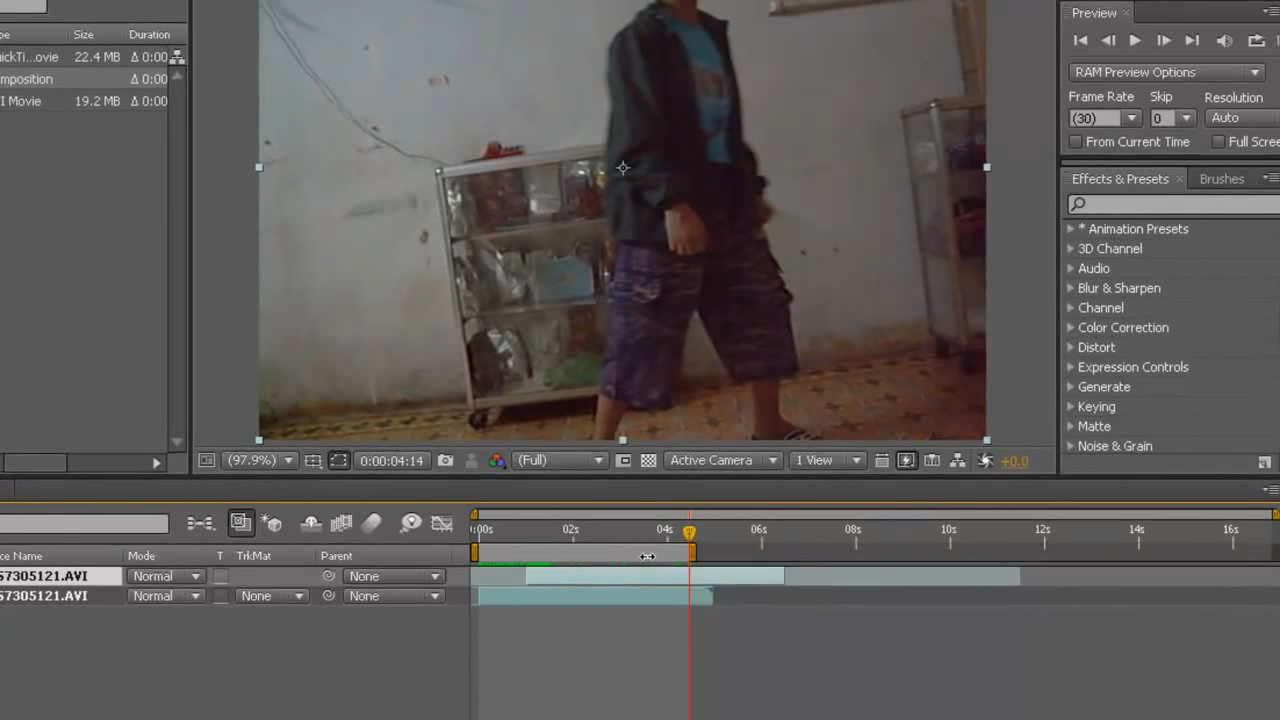 Preview
pe Size Duration
uickTi...ovie 22.4 MB Δ 0:00
mposition Δ 0:00
I Movie 19.2 MB Δ 0:00
RAM Preview Options
Frame Rate Skip Resolution
(30) 0 Auto
From Current Time Full Scree
Effects & Presets Brushes
* Animation Presets
3D Channel
Audio
Blur & Sharpen
Channel
Color Correction
Distort
Expression Controls
Generate
Keying
Matte
Noise & Grain
(97.9%) 0:00:04:14 (Full) Active Camera 1 View +0.0
:00s 02s 04s 06s 08s 10s 12s 14s 16s
ce Name Mode T TrkMat Parent
57305121.AVI Normal None
57305121.AVI Normal None None